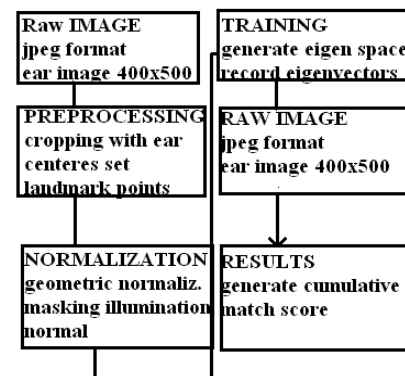 Raw IMAGE
jpeg format
ear image 400x500
PREPROCESSING
cropping with ear
centeres set
landmark points
NORMALIZATION
geometric normaliz.
masking illumination
normal
TRAINING
generate eigen space
record eigenvectors
RAW IMAGE
jpeg format
ear image 400x500
RESULTS
generate cumulative
match score